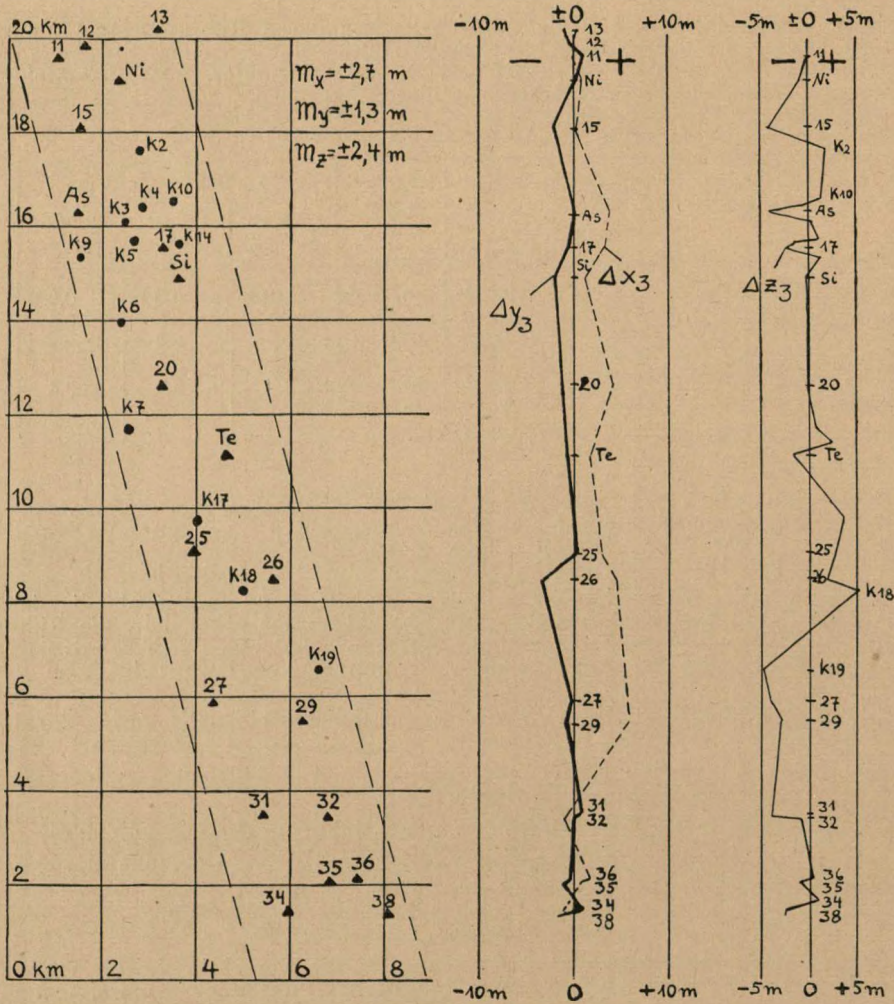 20 km
11
12
13
Ni
mx=±2,7 m
my=±1,3 m
mz=±2,4 m
15
18
K2
As
K4
K10
K3
16
K9
K5
17
K14
Si
K6
14
20
K7
12
Te
K17
10
25
26
K18
8
K19
27
6
29
4
31
32
35
36
2
34
38
0 km
2
4
6
8
-10m
±0
+10m
13
12
11
−
+
Ni
15
As
17
Si
Δx3
Δy3
20
Te
25
26
27
29
31
32
36
35
34
38
-10m
0
+10m
-5m
±0
+5m
−
11
+
Ni
15
K2
K10
As
17
Δz3
Si
20
Te
25
26
K18
K19
27
29
31
32
36
35
34
38
-5m
0
+5m